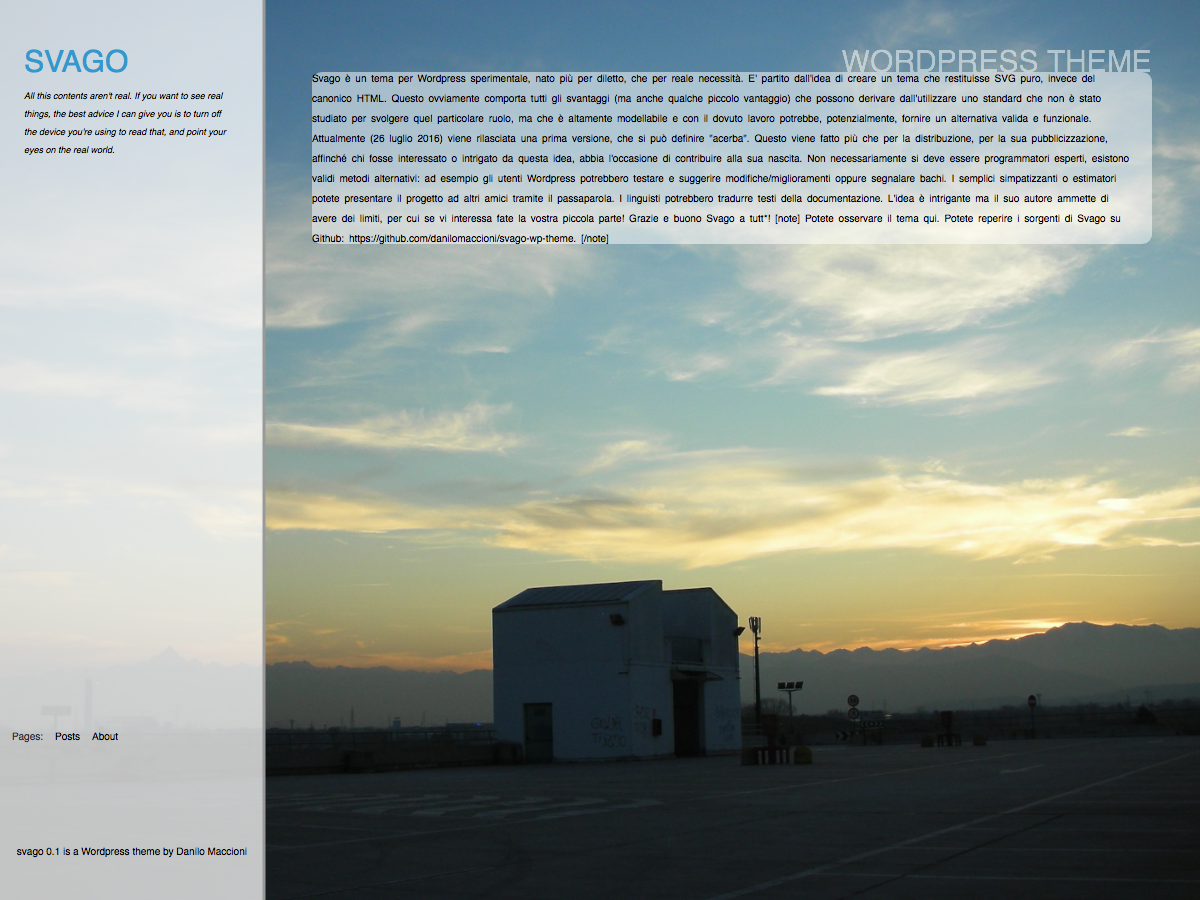 SVAGO
All this contents aren't real. If you want to see real
things, the best advice I can give you is to turn off
the device you're using to read that, and point your
eyes on the real world.
WORDPRESS THEME
Svago è un tema per Wordpress sperimentale, nato più per diletto, che per reale necessità. E' partito dall'idea di creare un tema che restituisse SVG puro, invece del
canonico HTML. Questo ovviamente comporta tutti gli svantaggi (ma anche qualche piccolo vantaggio) che possono derivare dall'utilizzare uno standard che non è stato
studiato per svolgere quel particolare ruolo, ma che è altamente modellabile e con il dovuto lavoro potrebbe, potenzialmente, fornire un alternativa valida e funzionale.
Attualmente (26 luglio 2016) viene rilasciata una prima versione, che si può definire "acerba". Questo viene fatto più che per la distribuzione, per la sua pubblicizzazione,
affinché chi fosse interessato o intrigato da questa idea, abbia l'occasione di contribuire alla sua nascita. Non necessariamente si deve essere programmatori esperti, esistono
validi metodi alternativi: ad esempio gli utenti Wordpress potrebbero testare e suggerire modifiche/miglioramenti oppure segnalare bachi. I semplici simpatizzanti o estimatori
potete presentare il progetto ad altri amici tramite il passaparola. I linguisti potrebbero tradurre testi della documentazione. L'idea è intrigante ma il suo autore ammette di
avere dei limiti, per cui se vi interessa fate la vostra piccola parte! Grazie e buono Svago a tutt*! [note] Potete osservare il tema qui. Potete reperire i sorgenti di Svago su
Github: https://github.com/danilomaccioni/svago-wp-theme. [/note]
Pages: Posts About
svago 0.1 is a Wordpress theme by Danilo Maccioni